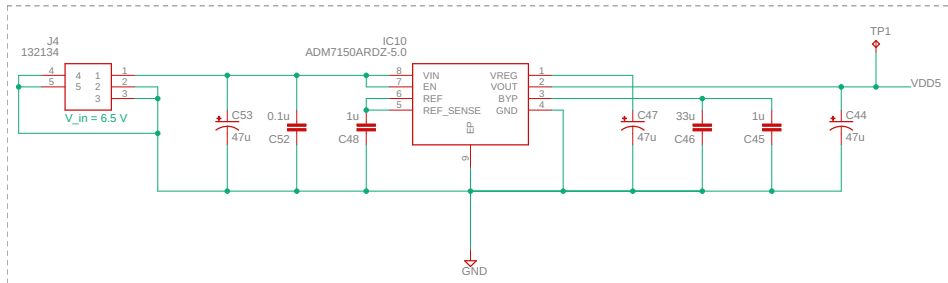 TP1
J4
132134
IC10
ADM7150ARDZ-5.0
4 4 1 1
5 5 2 2
3 3
V_in = 6.5 V
8 VIN VREG 1
7 EN VOUT 2
6 REF BYP 3
5 REF_SENSE GND 4
EP
9
VDD5
C53
47u
0.1u
C52
1u
C48
C47
47u
33u
C46
1u
C45
C44
47u
GND